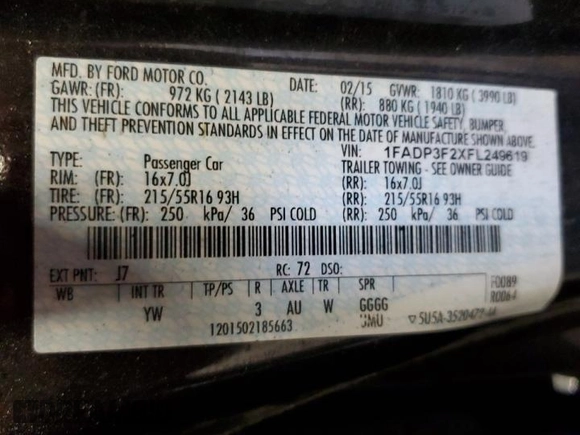 MFD. BY FORD MOTOR CO.
DATE: 02/15 GVWR: 1810 KG ( 3990 LB)
GAWR: (FR): 972 KG ( 2143 LB) (RR): 880 KG ( 1940 LB)
THIS VEHICLE CONFORMS TO ALL APPLICABLE FEDERAL MOTOR VEHICLE SAFETY, BUMPER,
AND THEFT PREVENTION STANDARDS IN EFFECT ON THE DATE OF MANUFACTURE SHOWN ABOVE.
VIN: 1FADP3F2XFL249619
TYPE: Passenger Car TRAILER TOWING - SEE OWNER GUIDE
RIM: (FR): 16x7.0J (RR): 16x7.0J
TIRE: (FR): 215/55R16 93H (RR): 215/55R16 93H
PRESSURE: (FR): 250 kPa/ 36 PSI COLD (RR): 250 kPa/ 36 PSI COLD
EXT PNT: J7 RC: 72 DSO:
WB INT TR TP/PS R AXLE TR SPR F0089
R0064
YW 3 AU W GGGG
UMU
1201502185663